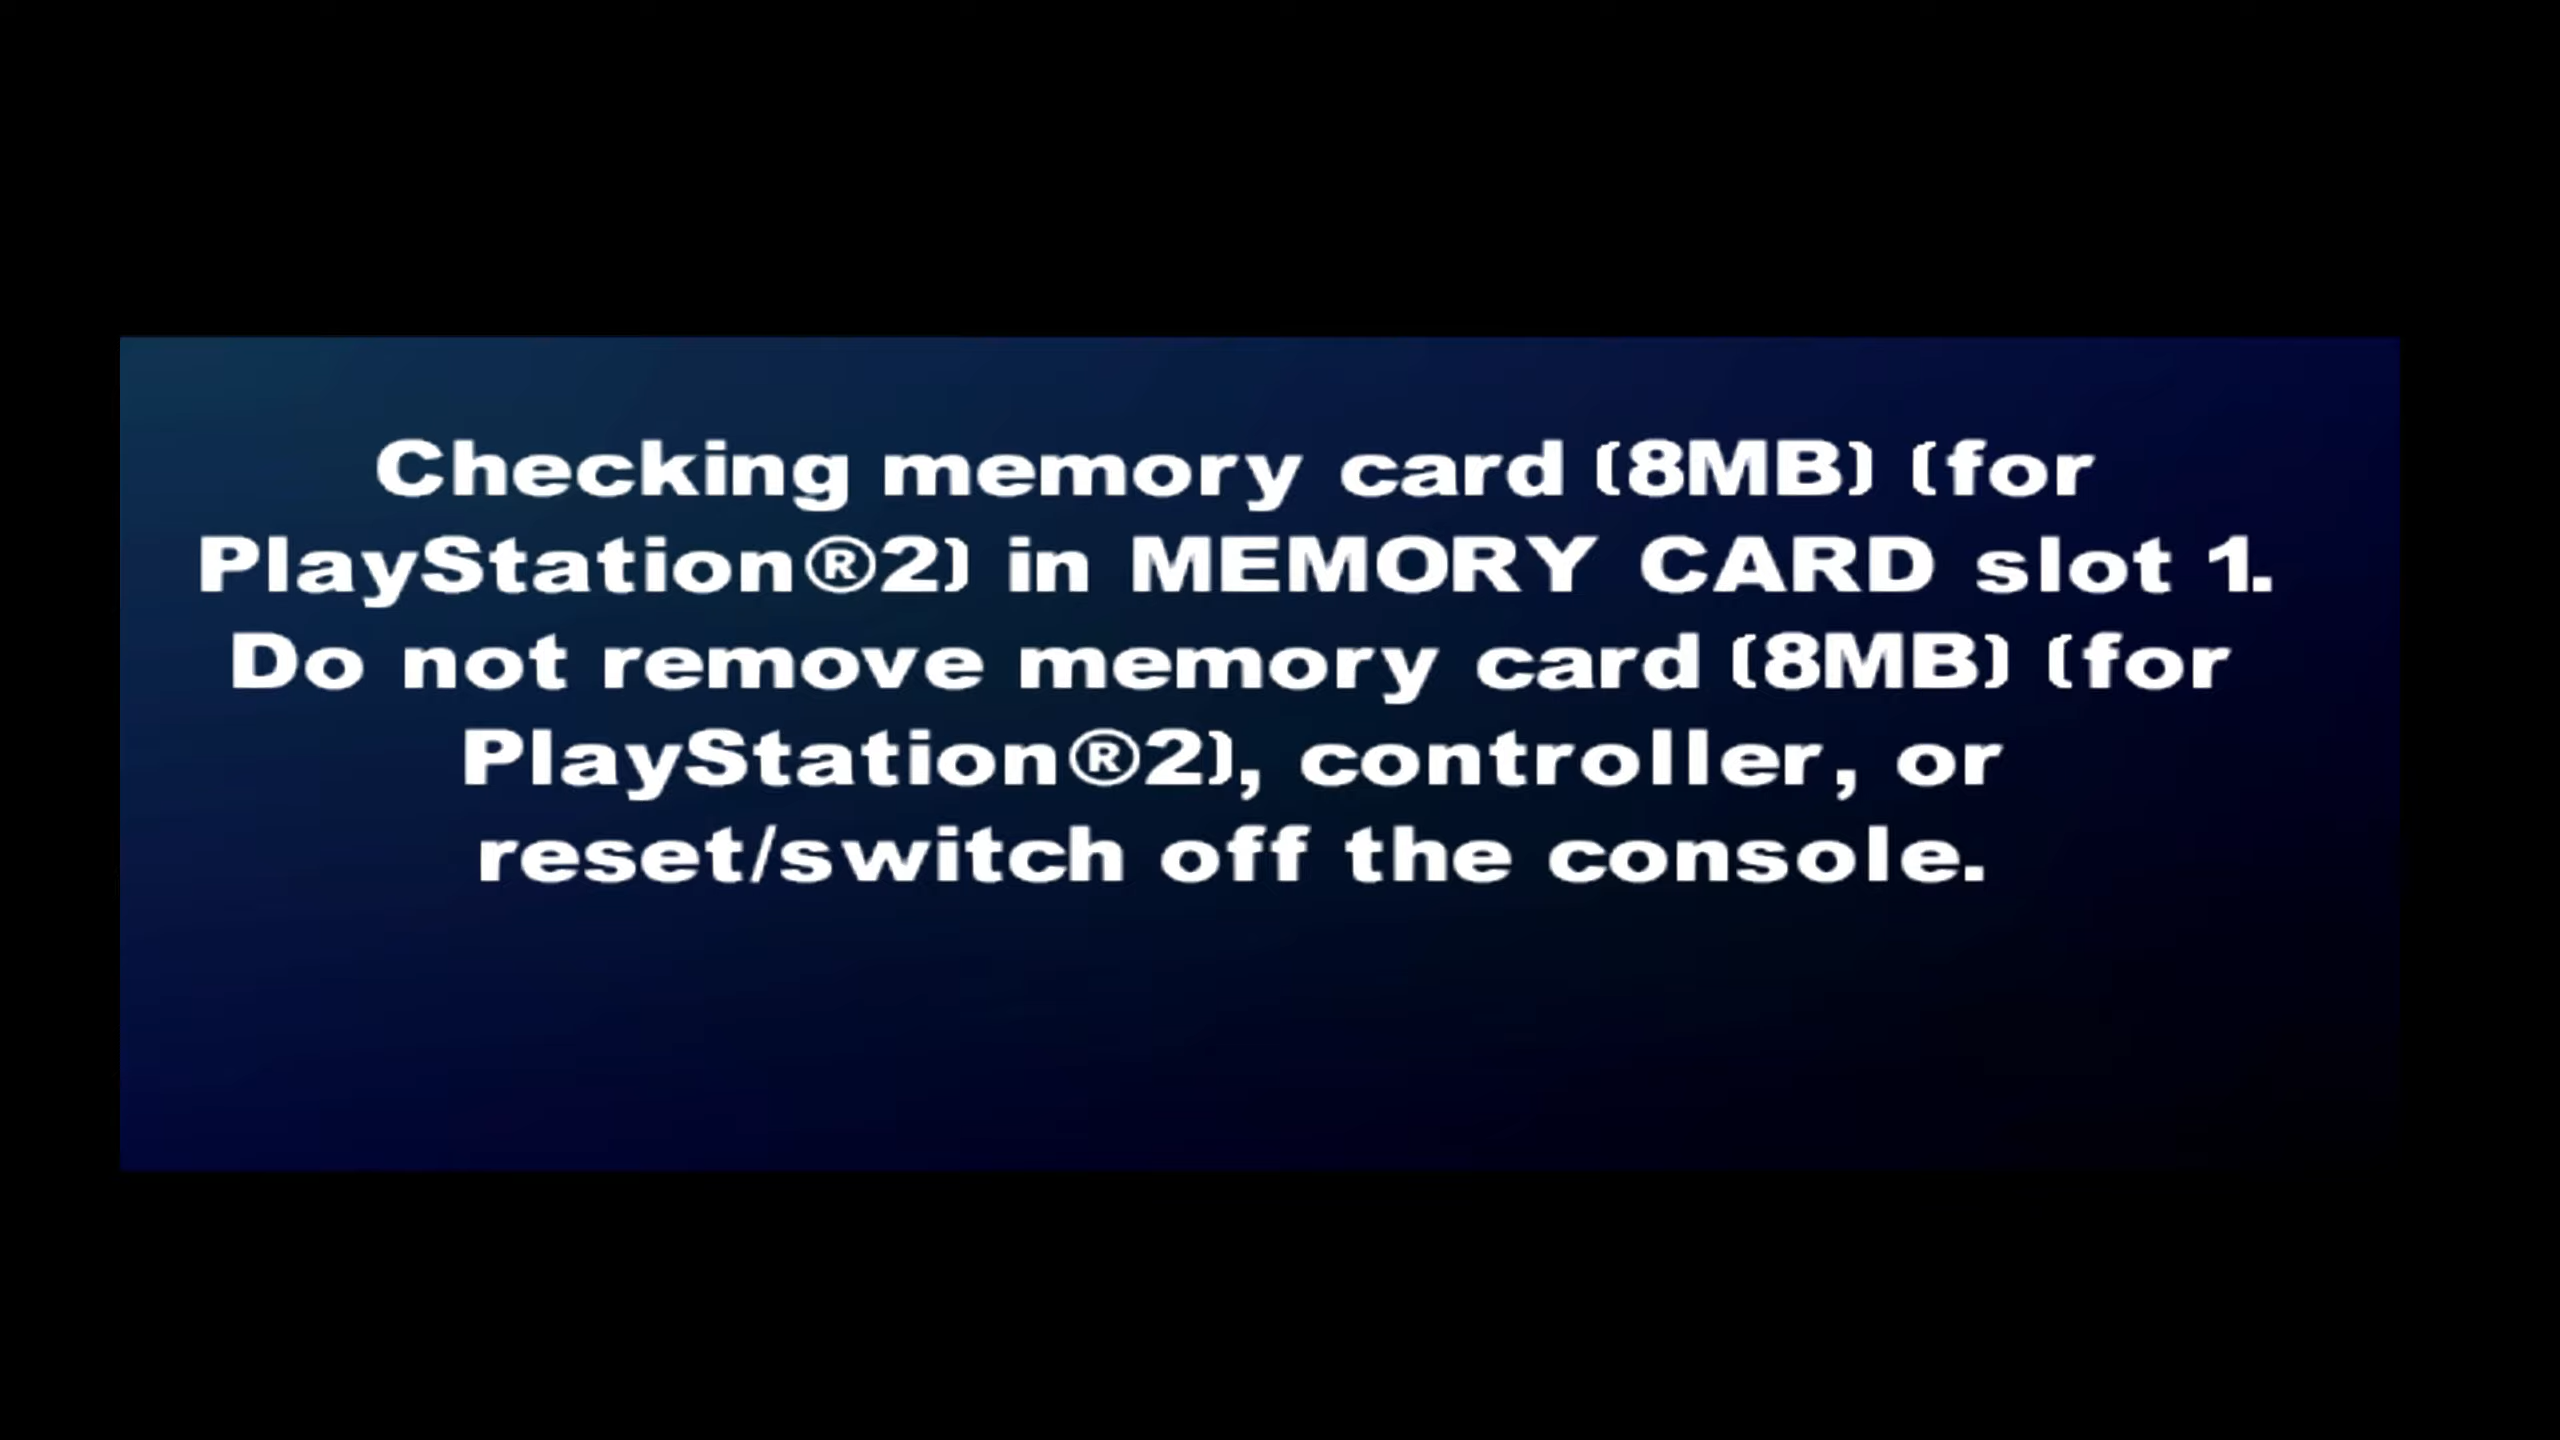 Checking memory card (8MB) (for
PlayStation®2) in MEMORY CARD slot 1.
Do not remove memory card (8MB) (for
PlayStation®2), controller, or
reset/switch off the console.